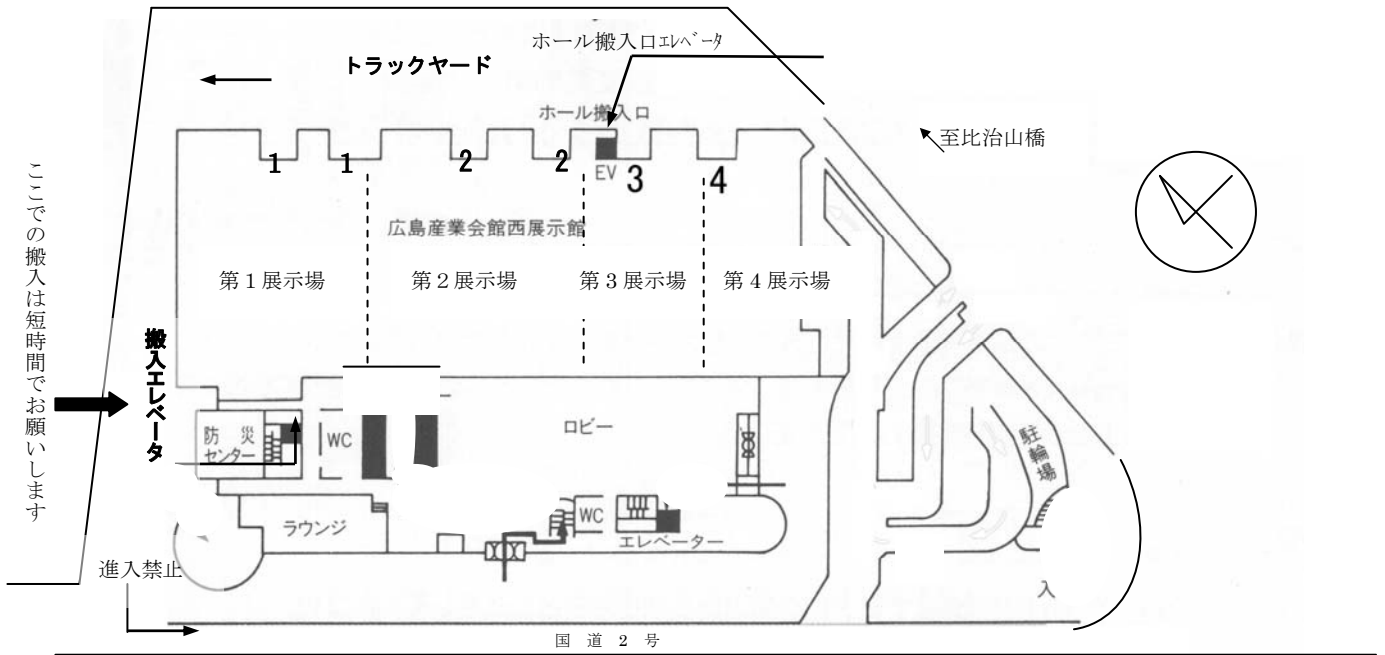 ホール搬入口エレベータ
トラックヤード
ホール搬入口
至比治山橋
1
1
2
2
EV
3
4
広島産業会館西展示館
第1展示場
第2展示場
第3展示場
第4展示場
ここでの搬入は短時間でお願いします
搬入エレベータ
防災
センター
WC
ロビー
駐輪場
ラウンジ
WC
エレベーター
進入禁止
入
国道2号